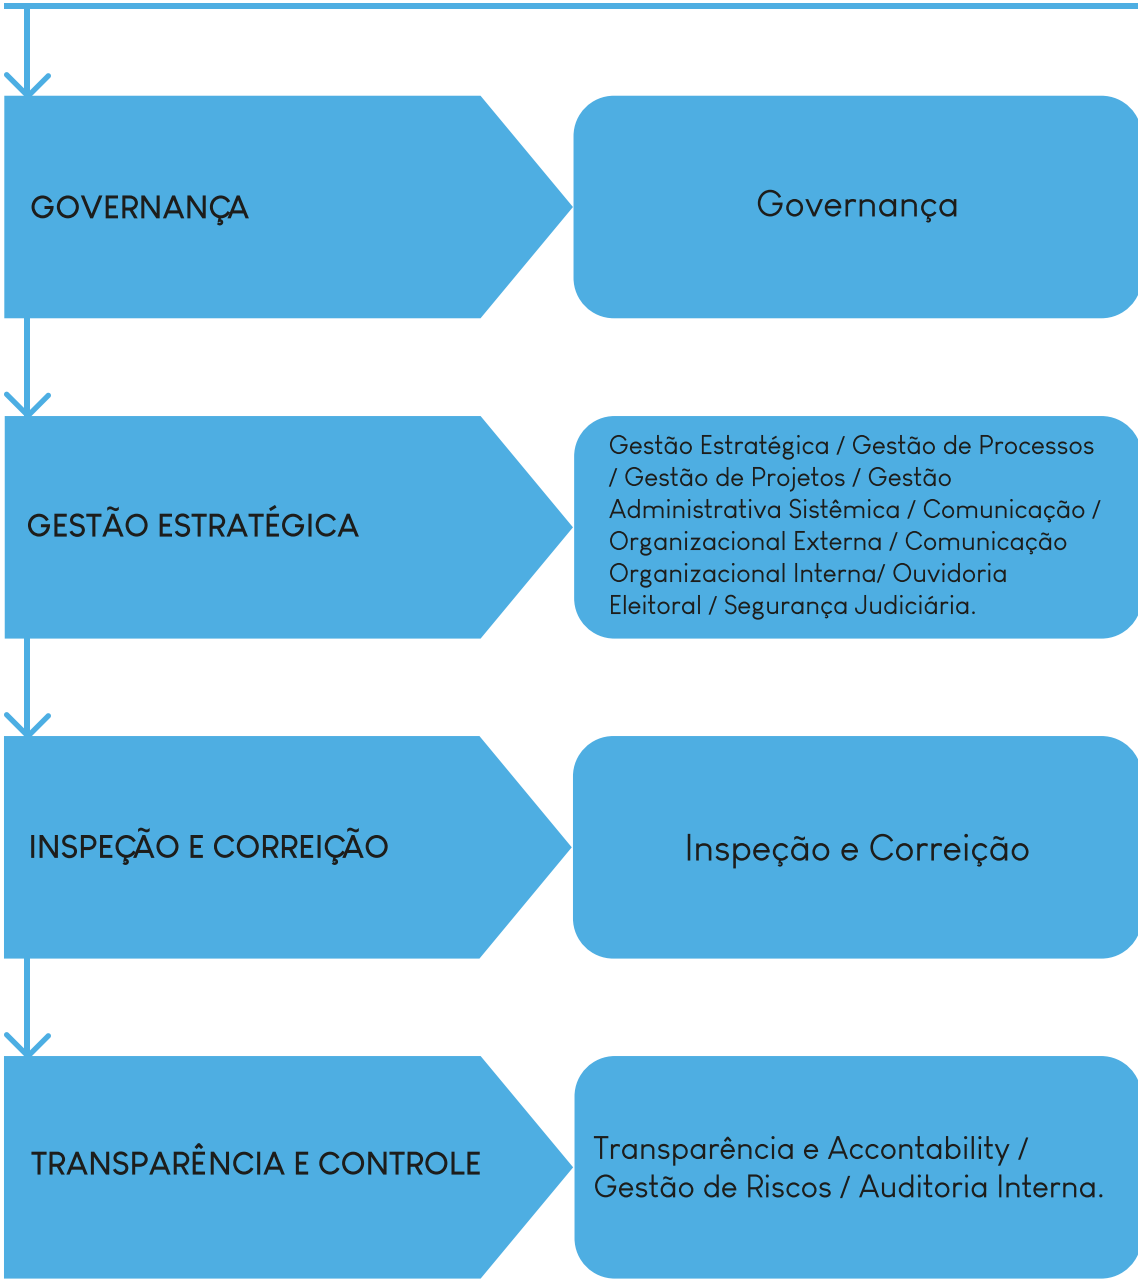 GOVERNANÇA
Governança
GESTÃO ESTRATÉGICA
Gestão Estratégica / Gestão de Processos
/ Gestão de Projetos / Gestão
Administrativa Sistêmica / Comunicação /
Organizacional Externa / Comunicação
Organizacional Interna/ Ouvidoria
Eleitoral / Segurança Judiciária.
INSPEÇÃO E CORREIÇÃO
Inspeção e Correição
TRANSPARÊNCIA E CONTROLE
Transparência e Accontability /
Gestão de Riscos / Auditoria Interna.